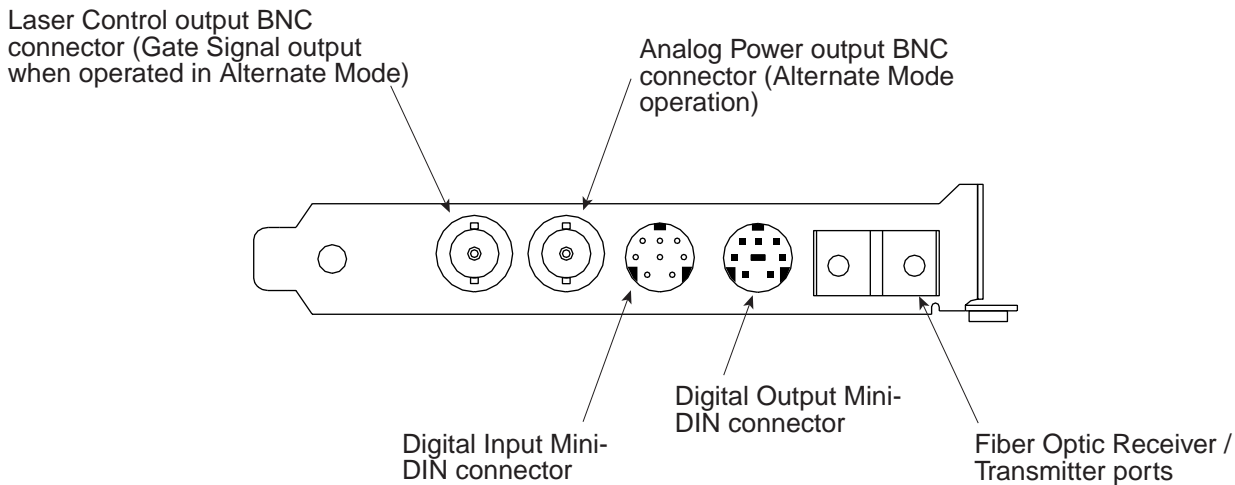 Laser Control output BNC
connector (Gate Signal output
when operated in Alternate Mode)
Analog Power output BNC
connector (Alternate Mode
operation)
Digital Input Mini-
DIN connector
Digital Output Mini-
DIN connector
Fiber Optic Receiver /
Transmitter ports